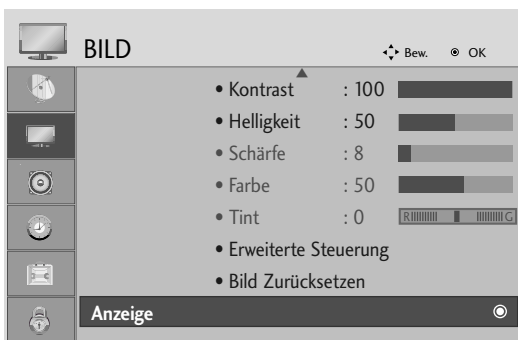 BILD Bew. OK
• Kontrast : 100
• Helligkeit : 50
• Schärfe : 8
• Farbe : 50
• Tint : 0 R G
• Erweiterte Steuerung
• Bild Zurücksetzen
Anzeige